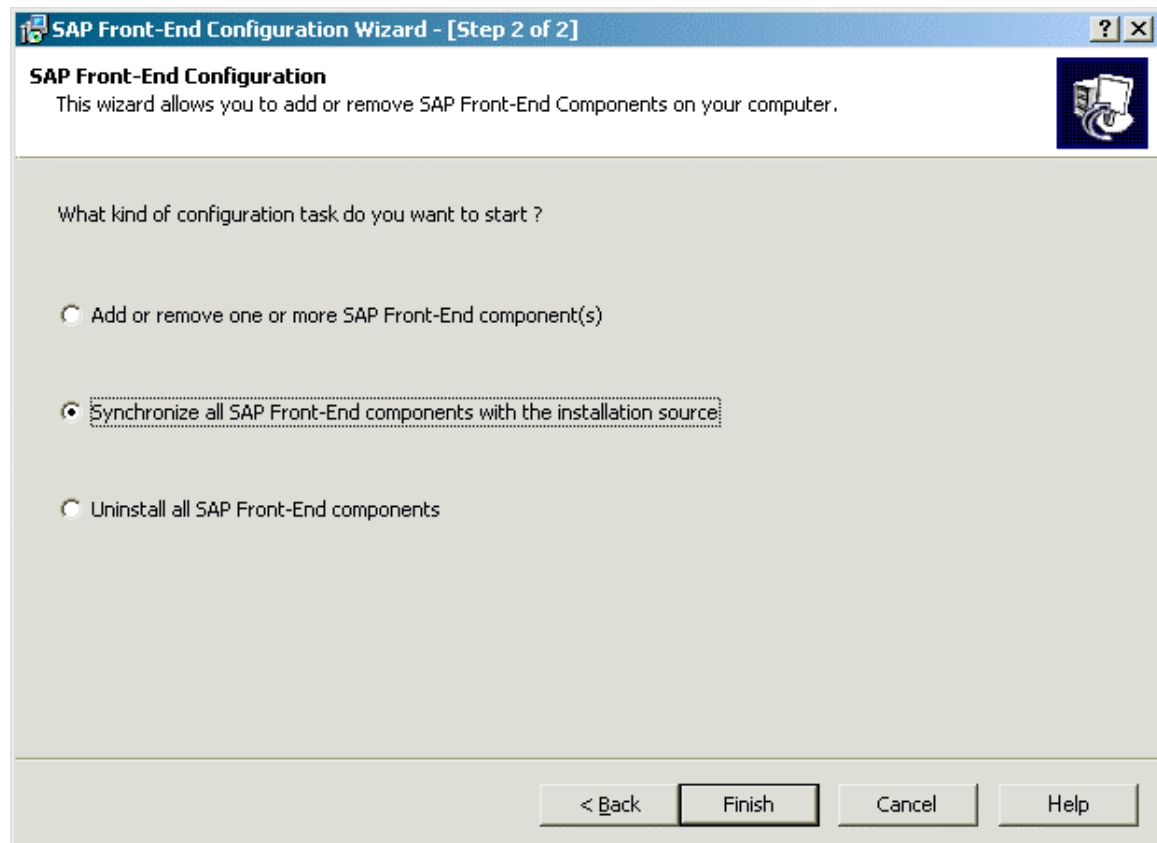 SAP Front-End Configuration Wizard - [Step 2 of 2]
SAP Front-End Configuration
This wizard allows you to add or remove SAP Front-End Components on your computer.
What kind of configuration task do you want to start ?
Add or remove one or more SAP Front-End component(s)
Synchronize all SAP Front-End components with the installation source
Uninstall all SAP Front-End components
< Back Finish Cancel Help